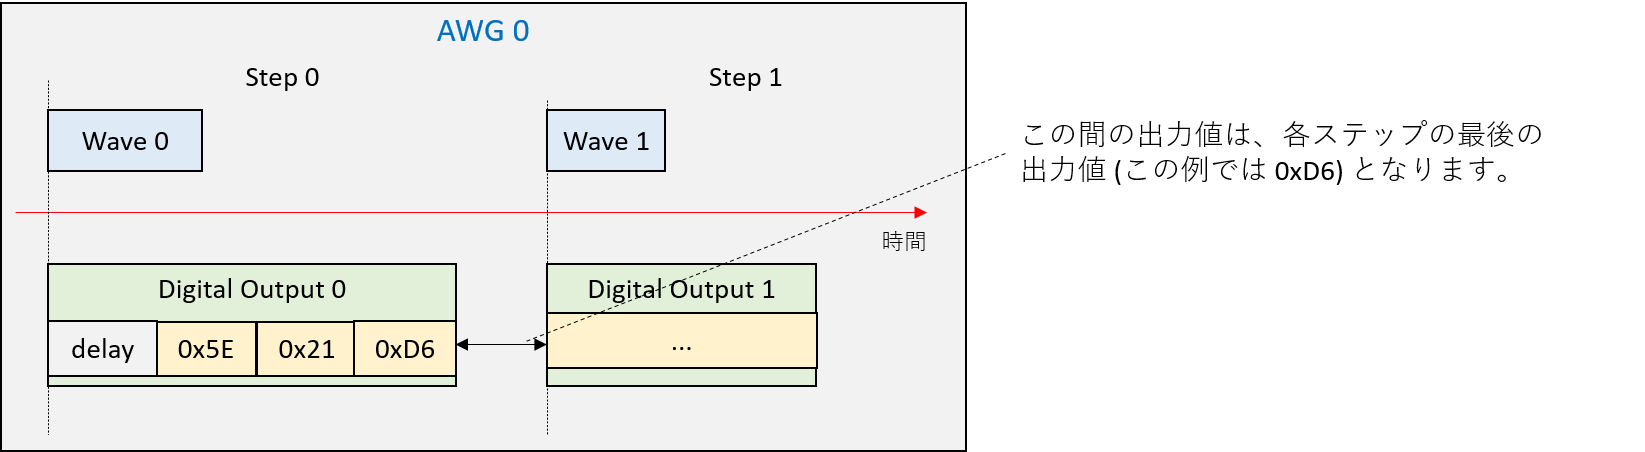 AWG 0
Step 0
Step 1
Wave 0
Wave 1
この間の出力値は、各ステップの最後の
出力値 (この例では 0xD6) となります。
時間
Digital Output 0
Digital Output 1
delay
0x5E
0x21
0xD6
...